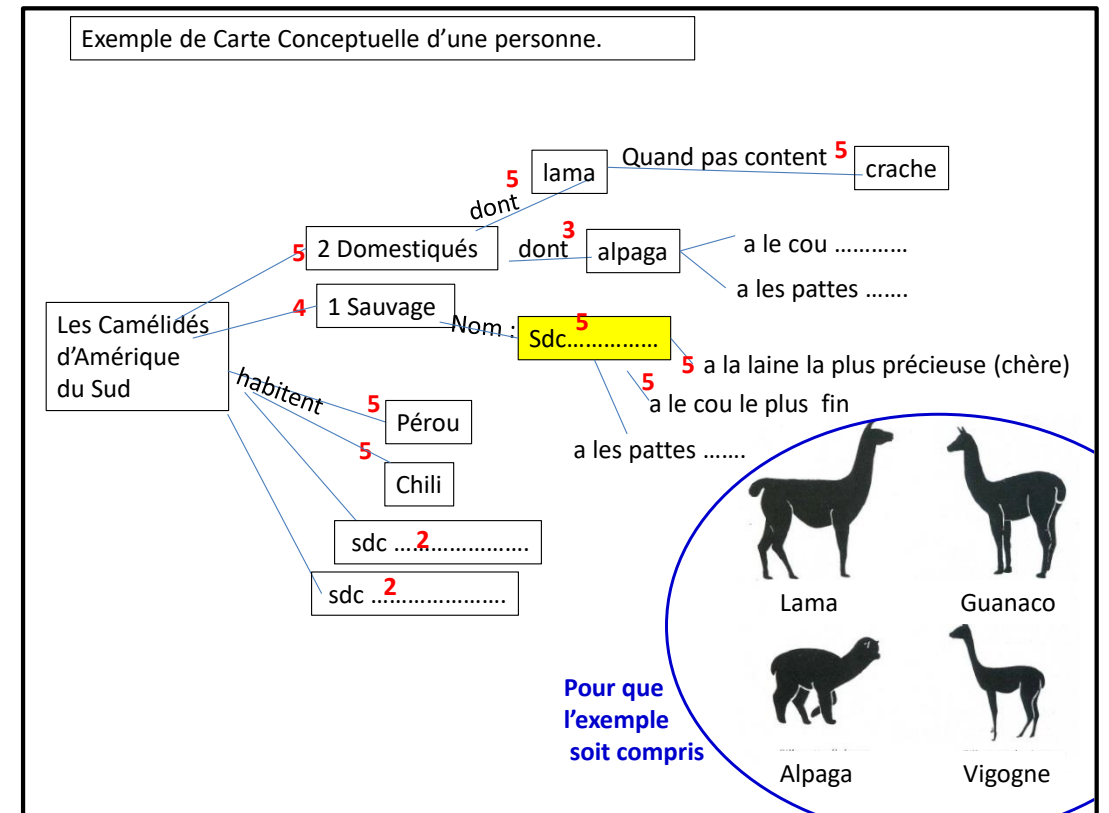 Exemple de Carte Conceptuelle d’une personne.
lama
Quand pas content 5
crache
5
dont
2 Domestiqués
5
dont
3
alpaga
a le cou …………
a les pattes …….
1 Sauvage
4
Nom :
Sdc……………
5
5 a la laine la plus précieuse (chère)
5
a le cou le plus fin
a les pattes …….
Les Camélidés
d’Amérique
du Sud
habitent
5
Pérou
5
Chili
sdc ………………….
2
sdc ………………….
2
Lama
Guanaco
Alpaga
Vigogne
Pour que
l’exemple
soit compris